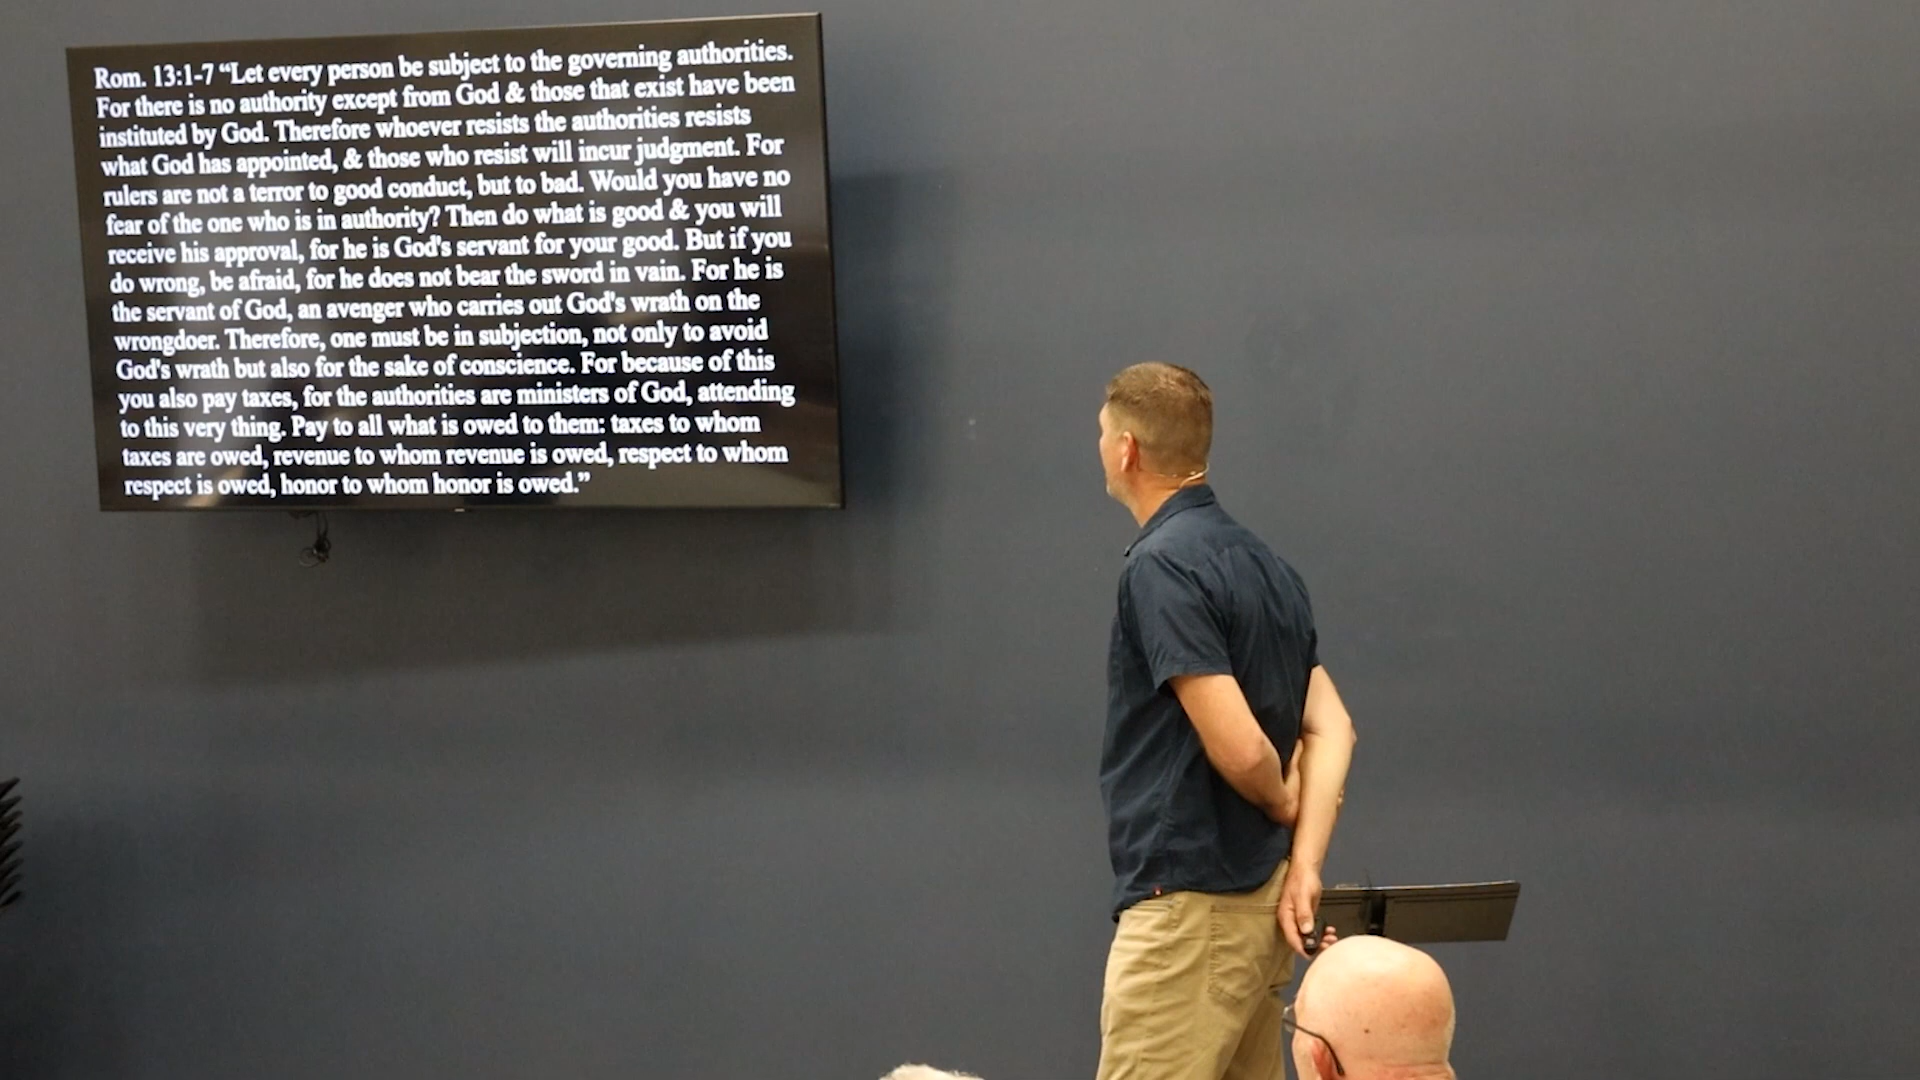 Rom. 13:1-7 “Let every person be subject to the governing authorities.
For there is no authority except from God & those that exist have been
instituted by God. Therefore whoever resists the authorities resists
what God has appointed, & those who resist will incur judgment. For
rulers are not a terror to good conduct, but to bad. Would you have no
fear of the one who is in authority? Then do what is good & you will
receive his approval, for he is God's servant for your good. But if you
do wrong, be afraid, for he does not bear the sword in vain. For he is
the servant of God, an avenger who carries out God's wrath on the
wrongdoer. Therefore, one must be in subjection, not only to avoid
God's wrath but also for the sake of conscience. For because of this
you also pay taxes, for the authorities are ministers of God, attending
to this very thing. Pay to all what is owed to them: taxes to whom
taxes are owed, revenue to whom revenue is owed, respect to whom
respect is owed, honor to whom honor is owed.”